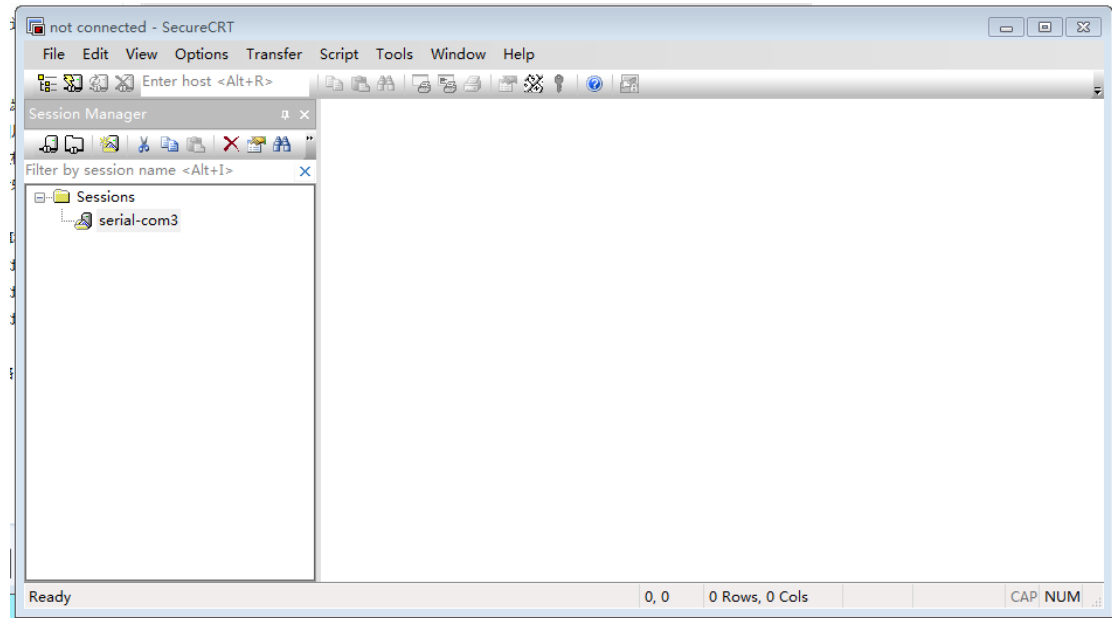 not connected - SecureCRT
File Edit View Options Transfer Script Tools Window Help
Enter host <Alt+R>
Session Manager
Filter by session name <Alt+I>
Sessions
serial-com3
Ready 0, 0 0 Rows, 0 Cols CAP NUM